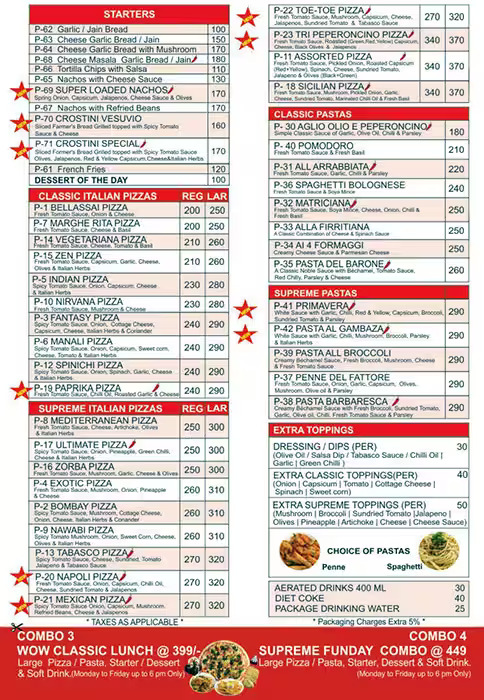 STARTERS
P-62 Garlic / Jain Bread 100
P-63 Cheese Garlic Bread / Jain 150
P-64 Cheese Garlic Bread with Mushroom 170
P-68 Cheese Masala Garlic Bread / Jain 180
P-66 Tortilla Chips with Salsa 110
P-65 Nachos with Cheese Sauce 130
P-69 SUPER LOADED NACHOS 170
Spring Onion, Capsicum, Jalapenos, Cheese Sauce & Olives
P-67 Nachos with Refried Beans 170
P-70 CROSTINI VESUVIO 160
Sliced Farmer's Bread Grilled topped with Spicy Tomato
Sauce & Cheese
P-71 CROSTINI SPECIAL 170
Sliced Farmer's Bread Grilled topped with Spicy Tomato Sauce
Olives, Jalapenos, Red & Yellow Capsicum,Cheese&Italian Herbs
P-61 French Fries 120
DESSERT OF THE DAY 100
CLASSIC ITALIAN PIZZAS REG LAR
P-1 BELLASSAI PIZZA 200 250
Fresh Tomato Sauce, Onion & Cheese
P-7 MARGHE RITA PIZZA 200 250
Fresh Tomato Sauce, Cheese & Basil
P-14 VEGETARIANA PIZZA 210 260
Fresh Tomato Sauce, Cheese, Tomato & Basil
P-15 ZEN PIZZA 210 260
Fresh Tomato Sauce, Capsicum, Garlic, Cheese,
Olives & Italian Herbs
P-5 INDIAN PIZZA 230 280
Spicy Tomato Sauce, Onion, Capsicum, Cheese
& Italian Herbs
P-10 NIRVANA PIZZA 230 280
Fresh Tomato Sauce, Mushroom & Cheese
P-3 FANTASY PIZZA 240 290
Spicy Tomato Sauce, Onion, Cottage Cheese,
Capsicum, Cheese, Italian Herbs & Coriander
P-6 MANALI PIZZA 240 290
Spicy Tomato Sauce, Onion, Capsicum, Sweet corn,
Cheese, Tomato & Italian Herbs
P-12 SPINICHI PIZZA 240 290
Fresh Tomato Sauce, Onion, Spinach, Garlic, Cheese
& Italian Herbs
P-19 PAPRIKA PIZZA 240 290
Fresh Tomato Sauce, Chilli Oil, Roasted Garlic & Cheese
SUPREME ITALIAN PIZZAS REG LAR
P-8 MEDITERRANEAN PIZZA 250 300
Fresh Tomato Sauce, Cheese, Artichoke, Olives
& Italian Herbs
P-17 ULTIMATE PIZZA 250 300
Spicy Tomato Sauce, Onion, Pineapple, Green Chilli,
Cheese & Italian Herbs
P-16 ZORBA PIZZA 250 300
Fresh Tomato Sauce, Mushroom, Garlic, Cheese & Olives
P-4 EXOTIC PIZZA 260 310
Fresh Tomato Sauce, Mushroom, Onion, Pineapple
& Cheese
P-2 BOMBAY PIZZA 260 310
Spicy Tomato Sauce, Mushroom, Cottage Cheese,
Onion, Cheese, Italian Herbs & Coriander
P-9 NAWABI PIZZA 260 310
Spicy Tomato Sauce, Mushroom, Onion, Sweet Corn, Cheese,
Olives & Italian Herbs
P-13 TABASCO PIZZA 270 320
Spicy Tomato Sauce, Cheese, Sundried, Tomato
Jalapeno & Tabasco Sauce
P-20 NAPOLI PIZZA 270 320
Fresh Tomato Sauce, Onion, Capsicum, Chilli Oil,
Cheese, Sundried Tomato & Jalapenos
P-21 MEXICAN PIZZA 270 320
Spicy Tomato Sauce Onion, Capsicum, Mushroom.
Refried Beans, Cheese & Jalapenos
* TAXES AS APPLICABLE *
P-22 TOE-TOE PIZZA 270 320
Fresh Tomato Sauce, Mushroom, Capsicum, Cheese,
Jalapenos, Sundried Tomato & Tabasco Sauce
P-23 TRI PEPERONCINO PIZZA 340 370
Fresh Tomato Sauce, Roasted (Green,Red,Yellow) Capsicum,
Cheese, Black Olives & Jalapenos
P-11 ASSORTED PIZZA 340 370
Fresh Tomato Sauce, Pickled Onion, Roasted Capsicum
(Red+Yellow), Spinach, Cheese, Sundried Tomato,
Jalapeno & Olives (Black+Green)
P- 18 SICILIAN PIZZA 340 370
Fresh Tomato Sauce, Mushroom, Pickled Onion, Garlic,
Cheese, Sundried Tomato, Marinated Chilli Oil & Fresh Basil
CLASSIC PASTAS
P- 30 AGLIO OLIO E PEPERONCINO 180
Simple Classic Sauce of Garlic, Olive Oil, Chilli & Parsley
P- 40 POMODORO 210
Fresh Tomato Sauce & Fresh Basil
P-31 ALL ARRABBIATA 220
Fresh Tomato Sauce, Garlic, Chilli & Parsley
P-36 SPAGHETTI BOLOGNESE 240
Fresh Tomato Sauce & Soya Mince
P-32 MATRICIANA 250
Fresh Tomato Sauce, Soya Mince, Cheese, Onion, Chilli &
Fresh Basil
P-33 ALLA FIRRITIANA 250
A Classic Combination of Cheese & Spinach Sauce
P-34 AI 4 FORMAGGI 250
Creamy Cheese Sauce & Parmesan Cheese
P-35 PASTA DEL BARONE 260
A Classic Noble Sauce with Béchamel, Tomato Sauce,
Red Chilly, Parsley & Cheese
SUPREME PASTAS
P-41 PRIMAVERA 290
White Sauce with Garlic, Chilli, Red & Yellow, Capsicum, Broccoli,
Sundried Tomato & Parsley
P-42 PASTA AL GAMBAZA 290
White Sauce with Garlic, Chilli, Mushroom, Broccoli, Parsley.
& Italian Herbs
P-39 PASTA ALL BROCCOLI 290
Creamy Béchamel Sauce, Fresh Broccoli, Mushroom, Cheese
& Fresh Tomato Sauce
P-37 PENNE DEL FATTORE 290
Fresh Tomato Sauce, Onion, Garlic, Capsicum, Olives,
Mushroom, Olive oil & Parsley
P-38 PASTA BARBARESCA 290
Creamy Béchamel Sauce with Fresh Broccoli, Sundried Tomato,
Garlic, Olive oil, Chilli, Fresh Tomato Sauce & Parsley
EXTRA TOPPINGS
DRESSING / DIPS (PER) 30
(Olive Oil / Salsa Dip / Tabasco Sauce / Chilli Oil |
Garlic | Green Chilli )
EXTRA CLASSIC TOPPINGS(PER) 40
(Onion | Capsicum | Tomato | Cottage Cheese |
Spinach | Sweet corn)
EXTRA SUPREME TOPPINGS (PER) 50
(Mushroom | Broccoli | Sundried Tomato |Jalapeno |
Olives | Pineapple | Artichoke | Cheese | Cheese Sauce)
CHOICE OF PASTAS
Penne Spaghetti
AERATED DRINKS 400 ML 30
DIET COKE 40
PACKAGE DRINKING WATER 25
* Packaging Charges Extra 5% *
COMBO 3
WOW CLASSIC LUNCH @ 399/-
Large Pizza / Pasta, Starter / Dessert
& Soft Drink.(Monday to Friday up to 6 pm Only)
COMBO 4
SUPREME FUNDAY COMBO @ 449
Large Pizza / Pasta, Starter, Dessert & Soft Drink.
(Monday to Friday up to 6 pm Only)